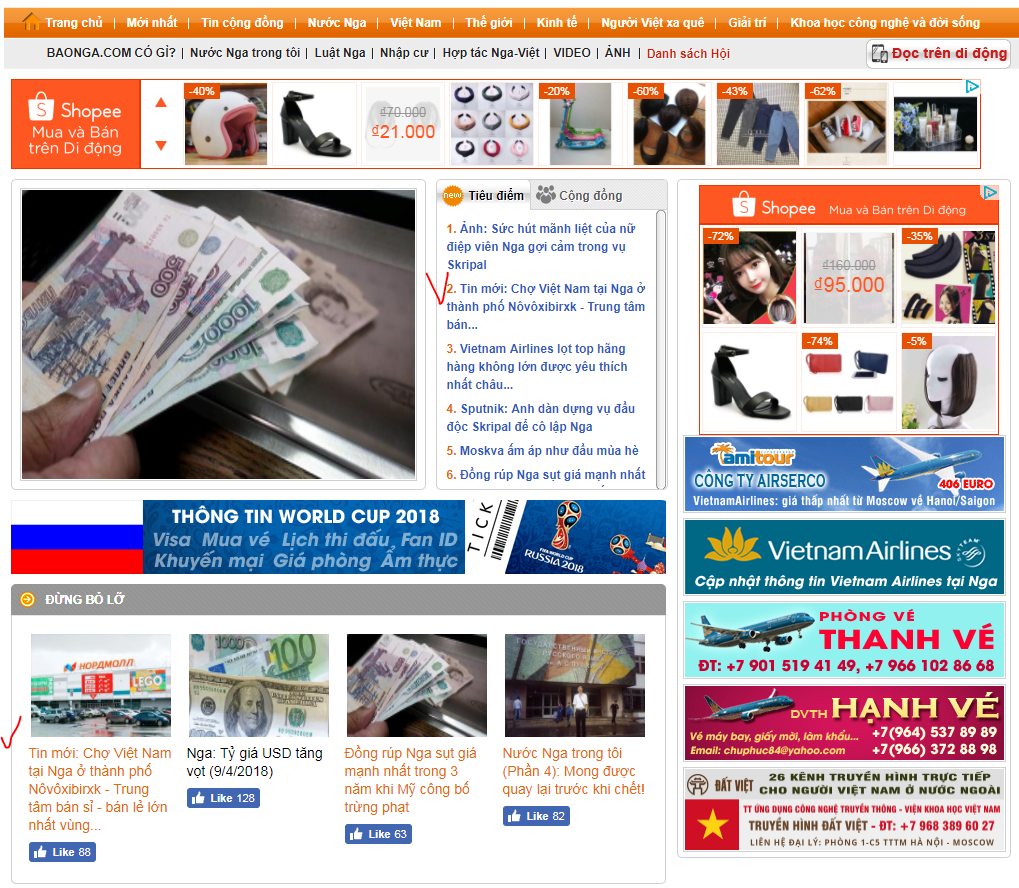 Trang chủ | Mới nhất | Tin cộng đồng | Nước Nga | Việt Nam | Thế giới | Kinh tế | Người Việt xa quê | Giải trí | Khoa học công nghệ và đời sống
BAONGA.COM CÓ GÌ? | Nước Nga trong tôi | Luật Nga | Nhập cư | Hợp tác Nga-Việt | VIDEO | ẢNH | Danh sách Hội
Đọc trên di động
Shopee
Mua và Bán
trên Di động
-40%
₫70.000
₫21.000
-20%
-60%
-43%
-62%
new Tiêu điểm
Cộng đồng
1. Ảnh: Sức hút mãnh liệt của nữ
điệp viên Nga gợi cảm trong vụ
Skripal
2. Tin mới: Chợ Việt Nam tại Nga ở
thành phố Nôvôxibirxk - Trung tâm
bán...
3. Vietnam Airlines lọt top hãng
hàng không lớn được yêu thích
nhất châu...
4. Sputnik: Anh dàn dựng vụ đầu
độc Skripal để cô lập Nga
5. Moskva ấm áp như đầu mùa hè
6. Đồng rúp Nga sụt giá mạnh nhất
Shopee Mua và Bán trên Di động
-72%
₫160.000
₫95.000
-35%
-74%
-5%
amitour
CÔNG TY AIRSERCO
406 EURO
VietnamAirlines: giá thấp nhất từ Moscow về Hanoi/Saigon
THÔNG TIN WORLD CUP 2018
Visa Mua vé Lịch thi đấu Fan ID
Khuyến mại Giá phòng Ẩm thực
TICK
FIFA WORLD CUP
RUSSIA 2018
Vietnam Airlines
SKYTEAM
Cập nhật thông tin Vietnam Airlines tại Nga
ĐỪNG BỎ LỠ
PHÒNG VÉ
THANH VÉ
ĐT: +7 901 519 41 49, +7 966 102 86 68
НОРДМОЛЛ
LEGO
500
1000
100
Tin mới: Chợ Việt Nam
tại Nga ở thành phố
Nôvôxibirxk - Trung
tâm bán sỉ - bán lẻ lớn
nhất vùng...
Like 88
Nga: Tỷ giá USD tăng
vọt (9/4/2018)
Like 128
Đồng rúp Nga sụt giá
mạnh nhất trong 3
năm khi Mỹ công bố
trừng phạt
Like 63
Nước Nga trong tôi
(Phần 4): Mong được
quay lại trước khi chết!
Like 82
DVTH HẠNH VÉ
Vé máy bay, giấy mời, làm khẩu...
+7(964) 537 89 89
Email: chuphuc84@yahoo.com
+7(966) 372 88 98
ĐẤT VIỆT
26 KÊNH TRUYỀN HÌNH TRỰC TIẾP
CHO NGƯỜI VIỆT NAM Ở NƯỚC NGOÀI
TT ỨNG DỤNG CÔNG NGHỆ TRUYỀN THÔNG - VIỆN KHOA HỌC VIỆT NAM
TRUYỀN HÌNH ĐẤT VIỆT - ĐT: +7 968 389 60 27
LIÊN HỆ ĐẠI LÝ: PHÒNG 1-C5 TTTM HÀ NỘI - MOSCOW